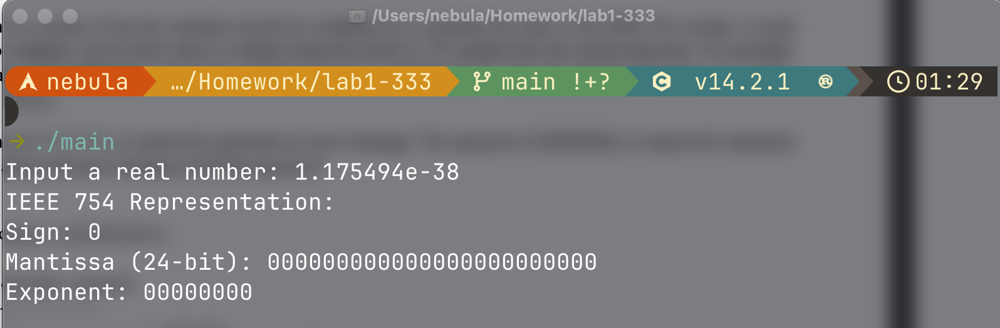 /Users/nebula/Homework/lab1-333
nebula …/Homework/lab1-333 main !+? C v14.2.1 R 01:29
→ ./main
Input a real number: 1.175494e-38
IEEE 754 Representation:
Sign: 0
Mantissa (24-bit): 000000000000000000000000
Exponent: 00000000